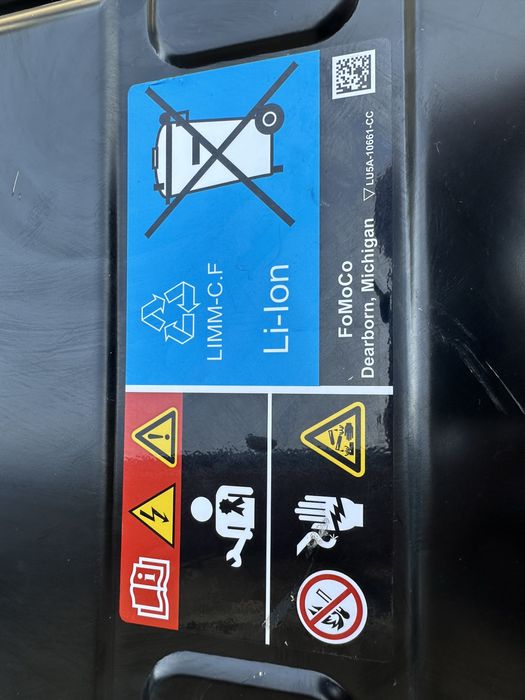 LIMM-C.F
Li-Ion
FoMoCo
Dearborn, Michigan
LU5A-10661-CC